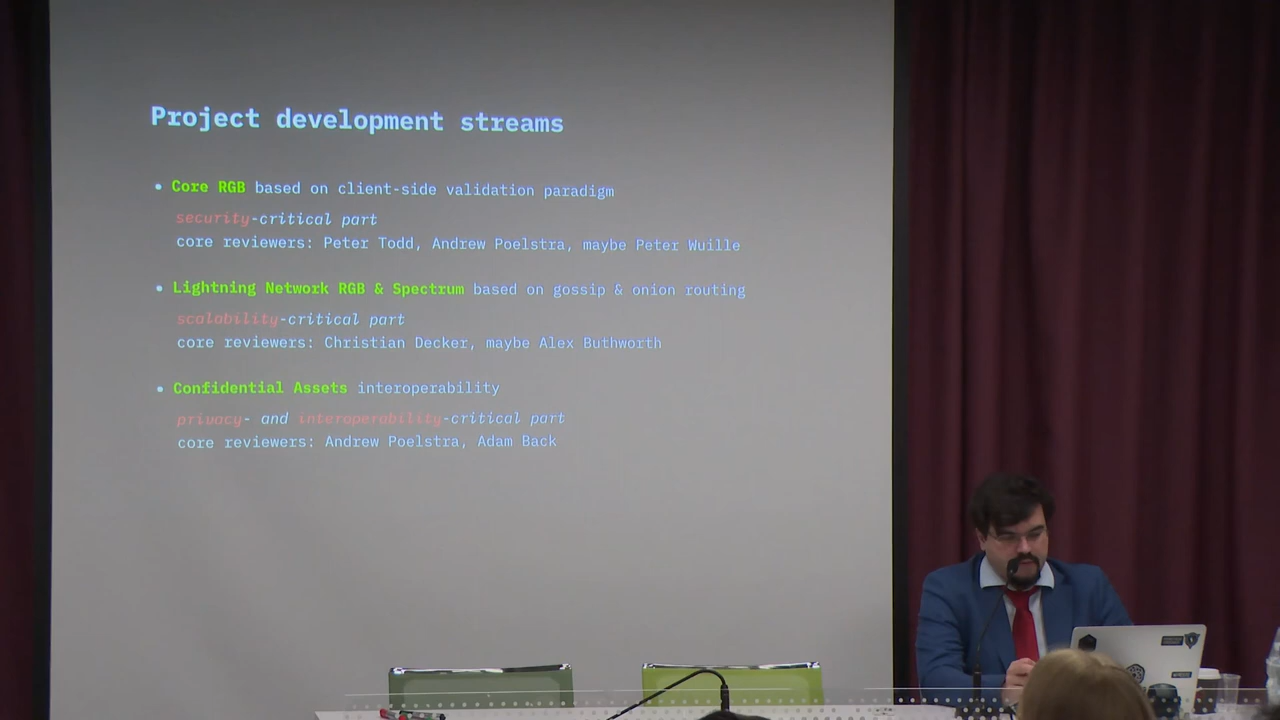 Project development streams
• Core RGB based on client-side validation paradigm
security-critical part
core reviewers: Peter Todd, Andrew Poelstra, maybe Peter Wuille
• Lightning Network RGB & Spectrum based on gossip & onion routing
scalability-critical part
core reviewers: Christian Decker, maybe Alex Buthworth
• Confidential Assets interoperability
privacy- and interoperability-critical part
core reviewers: Andrew Poelstra, Adam Back